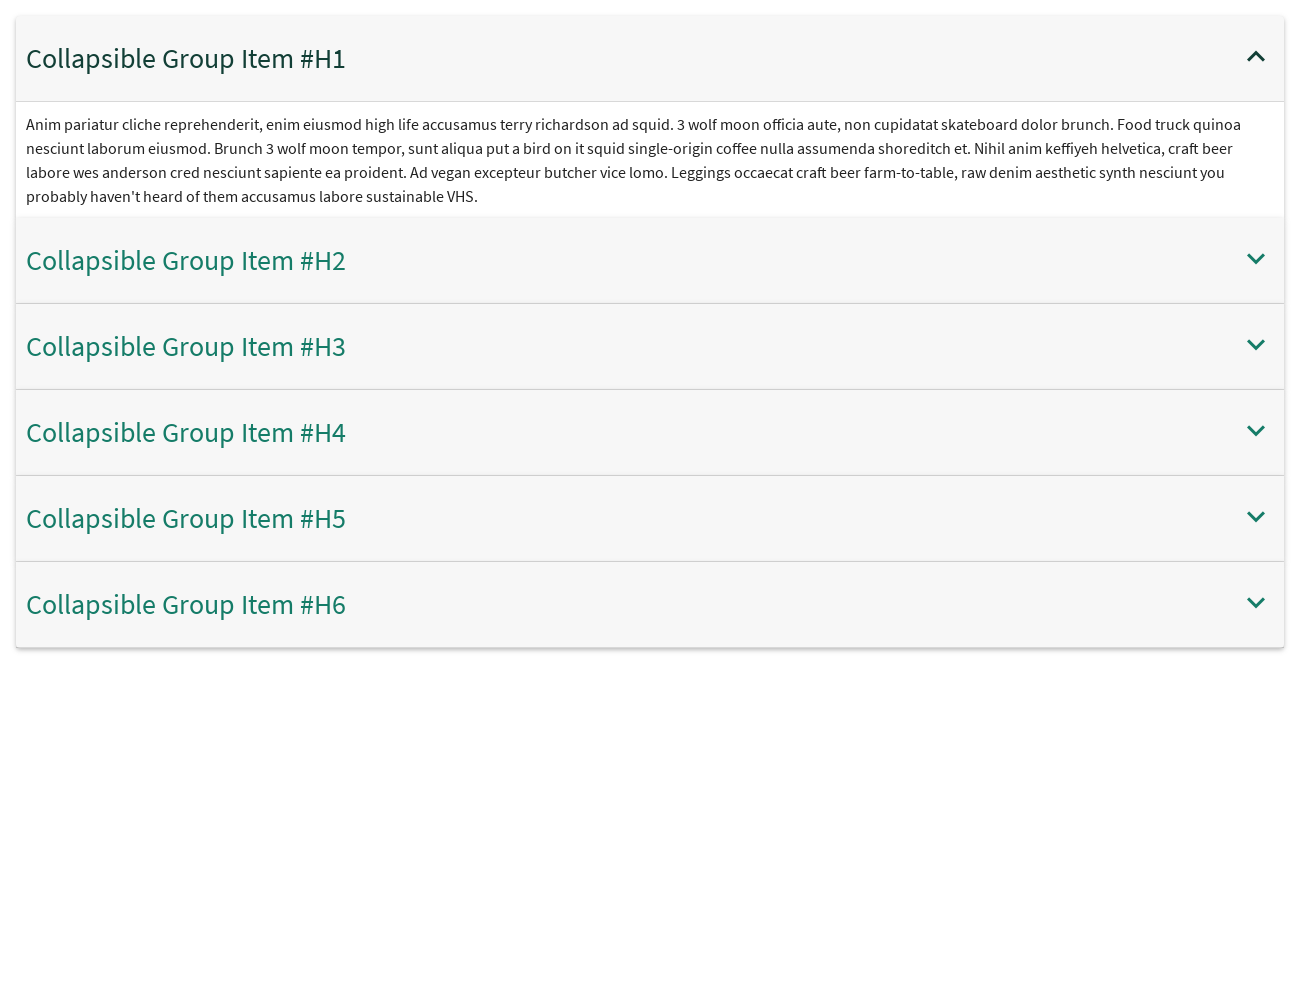 Collapsible Group Item #H1
Anim pariatur cliche reprehenderit, enim eiusmod high life accusamus terry richardson ad squid. 3 wolf moon officia aute, non cupidatat skateboard dolor brunch. Food truck quinoa
nesciunt laborum eiusmod. Brunch 3 wolf moon tempor, sunt aliqua put a bird on it squid single-origin coffee nulla assumenda shoreditch et. Nihil anim keffiyeh helvetica, craft beer
labore wes anderson cred nesciunt sapiente ea proident. Ad vegan excepteur butcher vice lomo. Leggings occaecat craft beer farm-to-table, raw denim aesthetic synth nesciunt you
probably haven't heard of them accusamus labore sustainable VHS.
Collapsible Group Item #H2
Collapsible Group Item #H3
Collapsible Group Item #H4
Collapsible Group Item #H5
Collapsible Group Item #H6